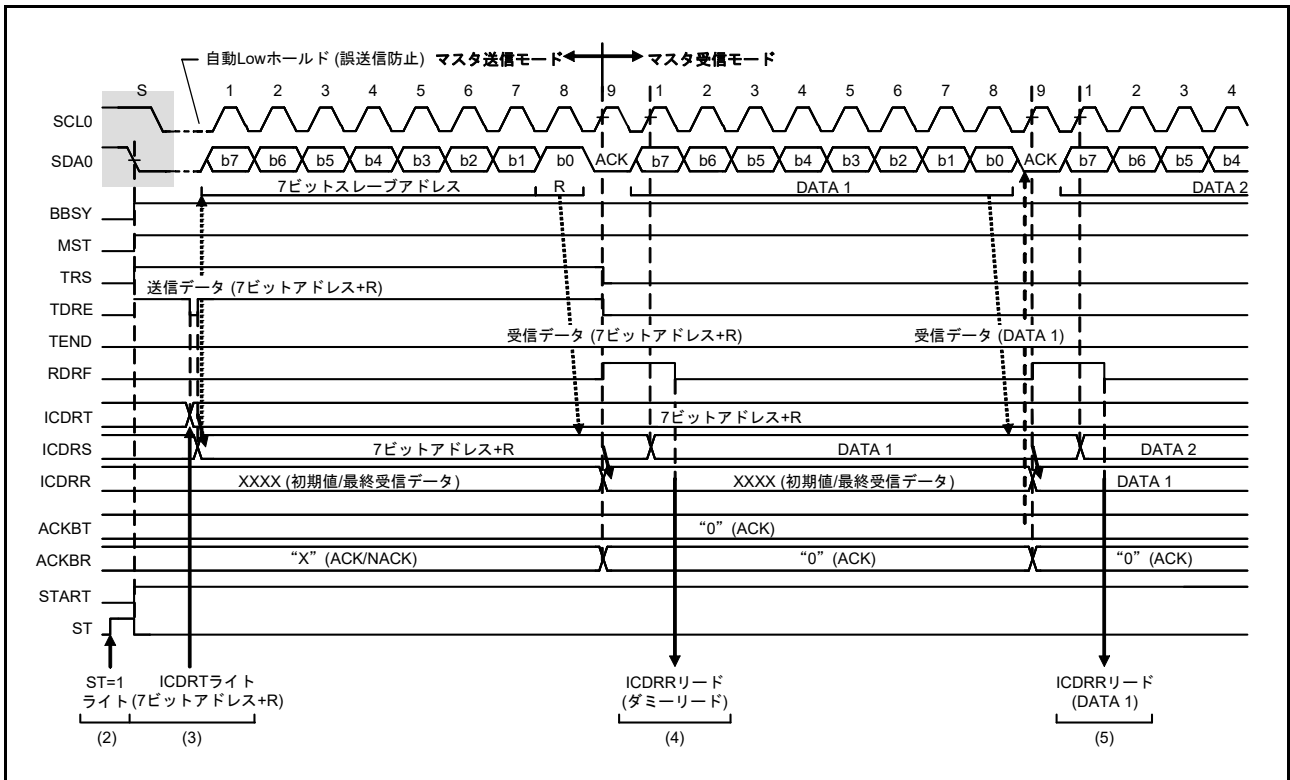 自動Lowホールド (誤送信防止) マスタ送信モード マスタ受信モード
S 1 2 3 4 5 6 7 8 9 1 2 3 4 5 6 7 8 9 1 2 3 4
SCL0
SDA0 b7 b6 b5 b4 b3 b2 b1 b0 ACK b7 b6 b5 b4 b3 b2 b1 b0 ACK b7 b6 b5 b4
7ビットスレーブアドレス R DATA 1 DATA 2
BBSY
MST
TRS
送信データ (7ビットアドレス+R)
TDRE
受信データ (7ビットアドレス+R) 受信データ (DATA 1)
TEND
RDRF
ICDRT 7ビットアドレス+R
ICDRS 7ビットアドレス+R DATA 1 DATA 2
ICDRR XXXX (初期値/最終受信データ) XXXX (初期値/最終受信データ) DATA 1
ACKBT “0” (ACK)
ACKBR “X” (ACK/NACK) “0” (ACK) “0” (ACK)
START
ST
ST=1 ICDRTライト ICDRRリード ICDRRリード
ライト (7ビットアドレス+R) (ダミーリード) (DATA 1)
(2) (3) (4) (5)